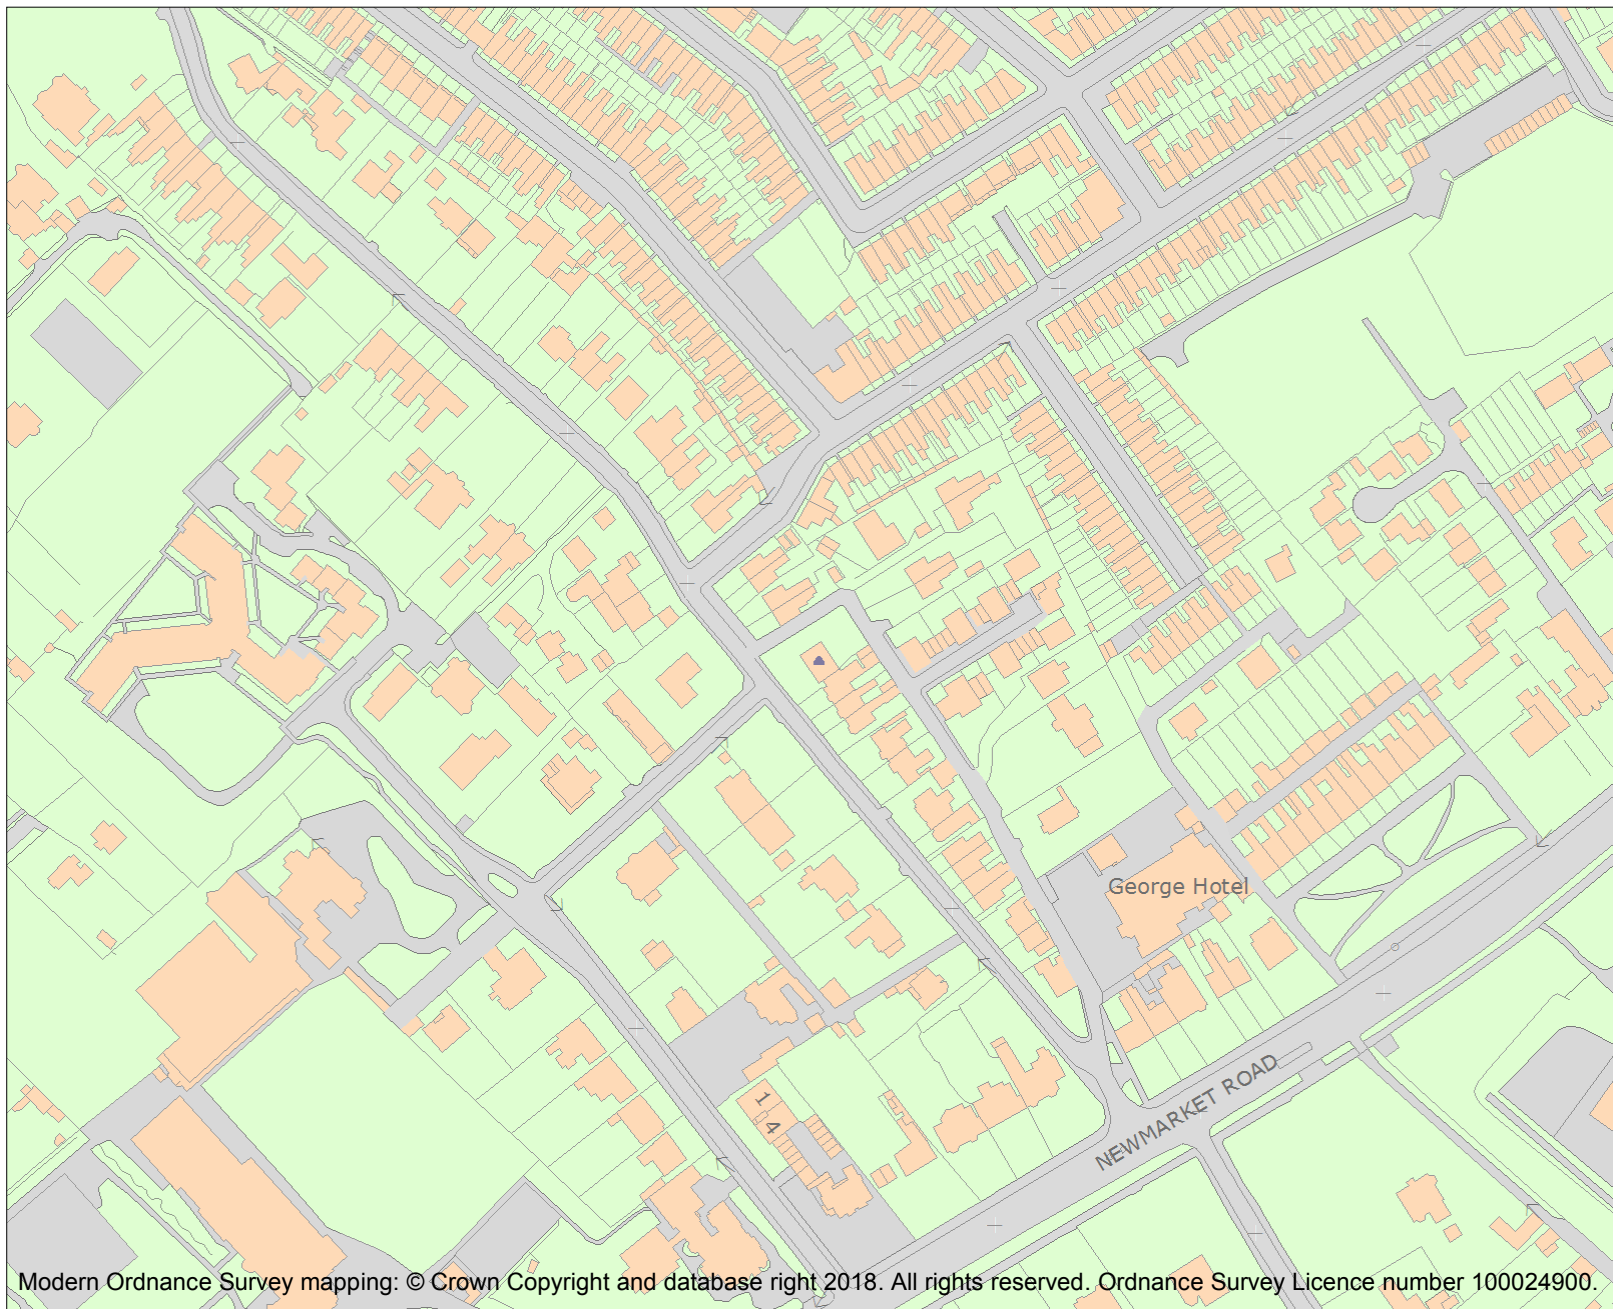 George Hotel
NEWMARKET ROAD
1
4
Modern Ordnance Survey mapping: © Crown Copyright and database right 2018. All rights reserved. Ordnance Survey Licence number 100024900.